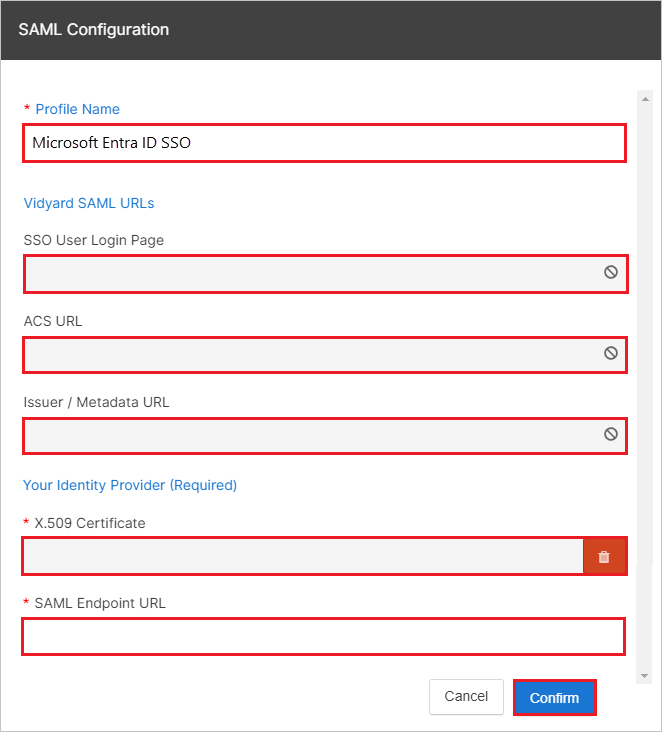 SAML Configuration
* Profile Name
Microsoft Entra ID SSO
Vidyard SAML URLs
SSO User Login Page
ACS URL
Issuer / Metadata URL
Your Identity Provider (Required)
* X.509 Certificate
* SAML Endpoint URL
Cancel Confirm